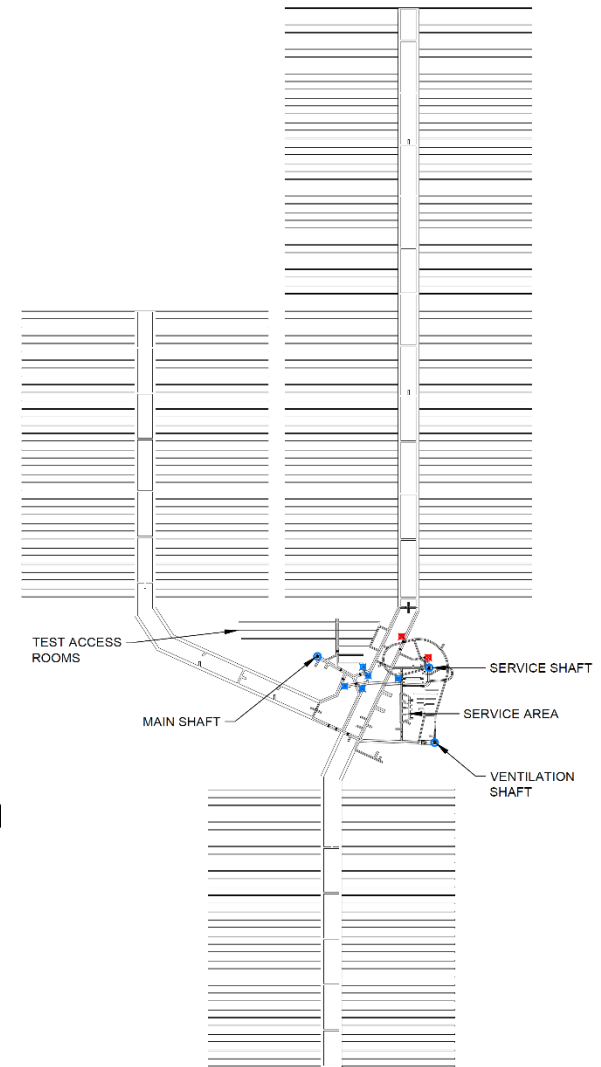 TEST ACCESS
ROOMS
SERVICE SHAFT
MAIN SHAFT
SERVICE AREA
VENTILATION
SHAFT